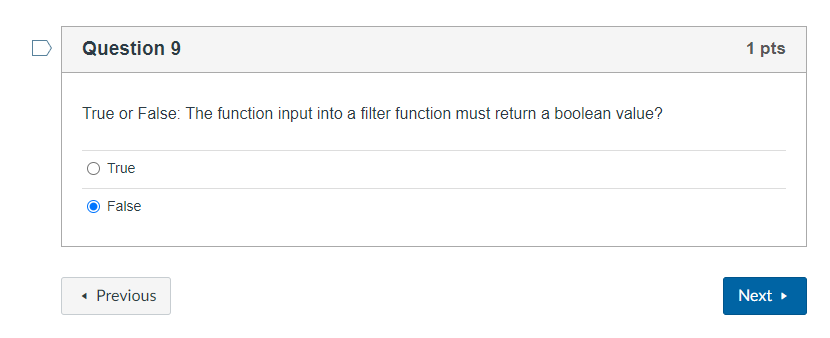 Question 9
1 pts
True or False: The function input into a filter function must return a boolean value?
True
False
Previous
Next